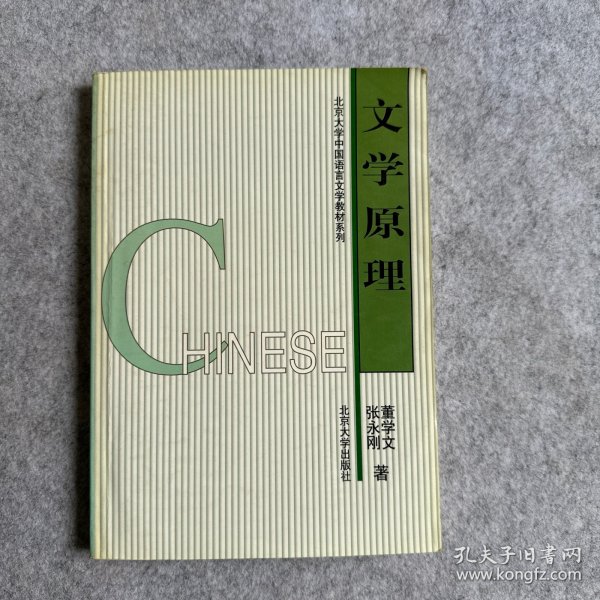 文学原理
北京大学中国语言文学教材系列
CHINESE
董学文
张永刚
著
北京大学出版社
孔夫子旧书网
www.kongfz.com